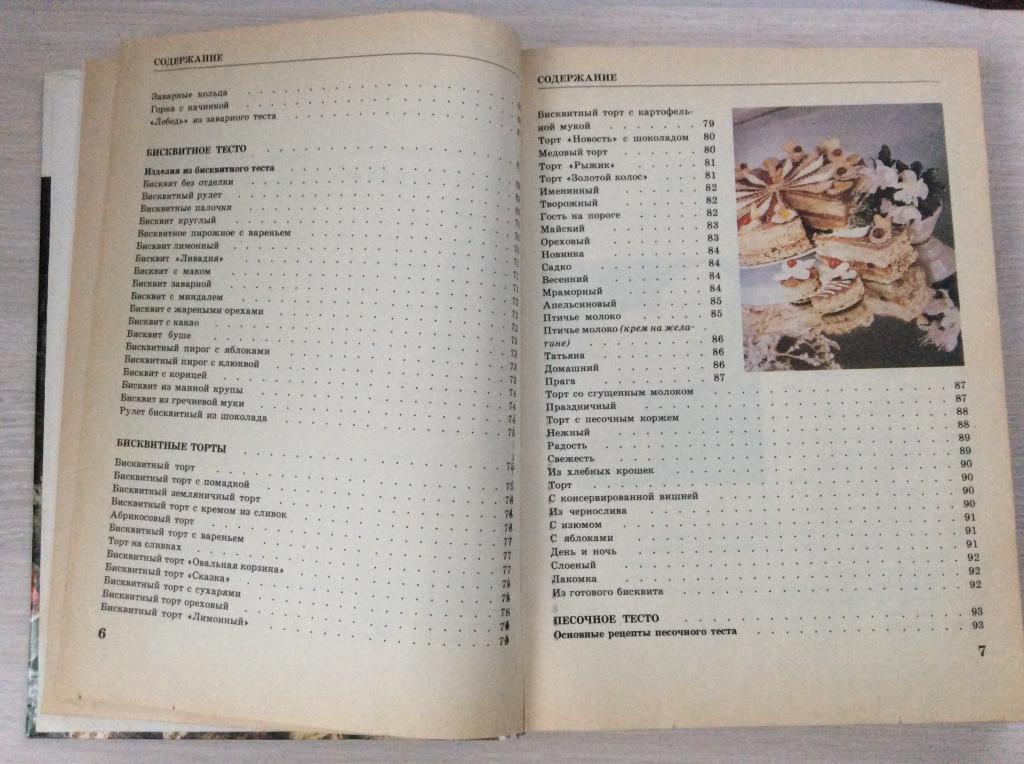 СОДЕРЖАНИЕ
Заварные кольца
Горка с начинкой
«Лебедь» из заварного теста
БИСКВИТНОЕ ТЕСТО
Изделия из бисквитного теста
Бисквит без отделки
Бисквитный рулет
Бисквитные палочки
Бисквит круглый
Бисквитное пирожное с вареньем
Бисквит лимонный
Бисквит «Ливадия»
Бисквит с маком
Бисквит заварной
Бисквит с миндалем
Бисквит с жареными орехами
Бисквит с какао
Бисквит буше
Бисквитный пирог с яблоками
Бисквитный пирог с клюквой
Бисквит с корицей
Бисквит из манной крупы
Бисквит из гречневой муки
Рулет бисквитный из шоколада
БИСКВИТНЫЕ ТОРТЫ
Бисквитный торт
Бисквитный торт с помадкой
Бисквитный земляничный торт
Бисквитный торт с кремом из сливок
Абрикосовый торт
Бисквитный торт с вареньем
Торт на сливках
Бисквитный торт «Овальная корзина»
Бисквитный торт «Сказка»
Бисквитный торт с сухарями
Бисквитный торт ореховый
Бисквитный торт «Лимонный»
6
СОДЕРЖАНИЕ
Бисквитный торт с картофель-
ной мукой 79
Торт «Новость» с шоколадом 80
Медовый торт 80
Торт «Рыжик» 81
Торт «Золотой колос» 81
Именинный 82
Творожный 82
Гость на пороге 82
Майский 83
Ореховый 83
Новинка 84
Садко 84
Весенний 84
Мраморный 84
Апельсиновый 85
Птичье молоко 85
Птичье молоко (крем на жела-
тине) 86
Татьяна 86
Домашний 86
Прага 87
Торт со сгущенным молоком 87
Праздничный 87
Торт с песочным коржем 88
Нежный 88
Радость 89
Свежесть 89
Из хлебных крошек 90
Торт 90
С консервированной вишней 90
Из чернослива 90
С изюмом 91
С яблоками 91
День и ночь 91
Слоеный 92
Лакомка 92
Из готового бисквита 92
ПЕСОЧНОЕ ТЕСТО 93
Основные рецепты песочного теста 93
7